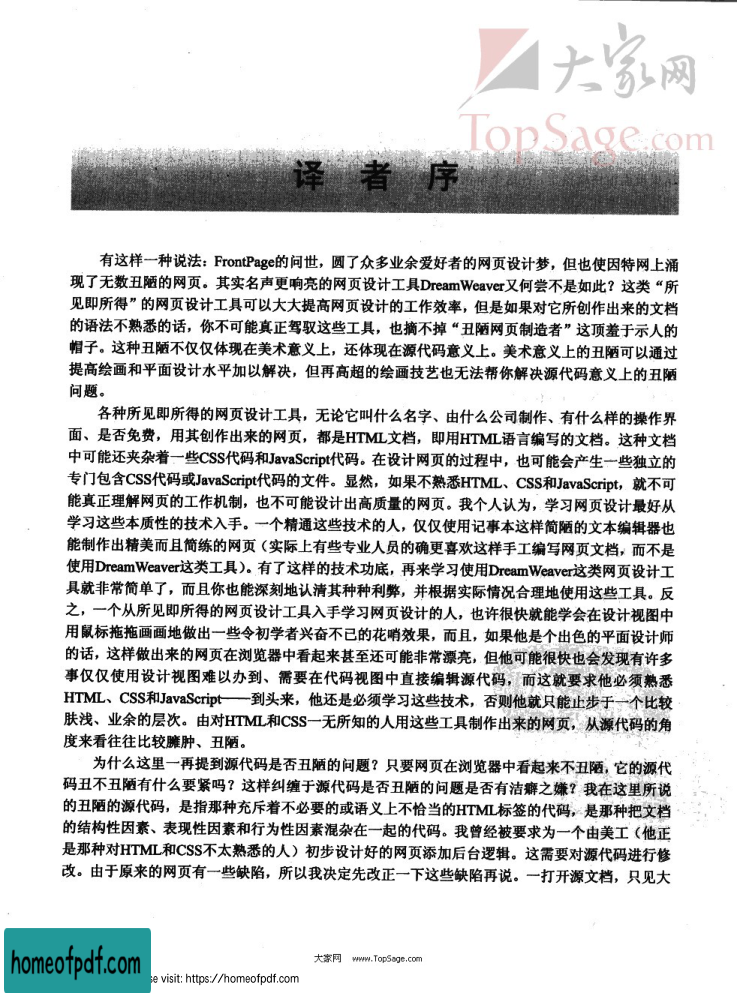 大家网
TopSage.com
译者序
有这样一种说法：FrontPage的问世，圆了众多业余爱好者的网页设计梦，但也使因特网上涌
现了无数丑陋的网页。其实名声更响亮的网页设计工具DreamWeaver又何尝不是如此？这类“所
见即所得”的网页设计工具可以大大提高网页设计的工作效率，但是如果对它所创作出来的文档
的语法不熟悉的话，你不可能真正驾驭这些工具，也摘不掉“丑陋网页制造者”这顶羞于示人的
帽子。这种丑陋不仅仅体现在美术意义上，还体现在源代码意义上。美术意义上的丑陋可以通过
提高绘画和平面设计水平加以解决，但再高超的绘画技艺也无法帮你解决源代码意义上的丑陋
问题。
各种所见即所得的网页设计工具，无论它叫什么名字、由什么公司制作、有什么样的操作界
面、是否免费，用其创作出来的网页，都是HTML文档，即用HTML语言编写的文档。这种文档
中可能还夹杂着一些CSS代码和JavaScript代码。在设计网页的过程中，也可能会产生一些独立的
专门包含CSS代码或JavaScript代码的文件。显然，如果不熟悉HTML、CSS和JavaScript，就不可
能真正理解网页的工作机制，也不可能设计出高质量的网页。我个人认为，学习网页设计最好从
学习这些本质性的技术入手。一个精通这些技术的人，仅仅使用记事本这样简陋的文本编辑器也
能制作出精美而且简练的网页（实际上有些专业人员的确更喜欢这样手工编写网页文档，而不是
使用DreamWeaver这类工具）。有了这样的技术功底，再来学习使用DreamWeaver这类网页设计工
具就非常简单了，而且你也能深刻地认清其种种利弊，并根据实际情况合理地使用这些工具。反
之，一个从所见即所得的网页设计工具入手学习网页设计的人，也许很快就能学会在设计视图中
用鼠标拖拖画画地做出一些令初学者兴奋不已的花哨效果，而且，如果他是个出色的平面设计师
的话，这样做出来的网页在浏览器中看起来甚至还可能非常漂亮，但他可能很快也会发现有许多
事仅仅使用设计视图难以办到、需要在代码视图中直接编辑源代码，而这就要求他必须熟悉
HTML、CSS和JavaScript——到头来，他还是必须学习这些技术，否则他就只能止步于一个比较
肤浅、业余的层次。由对HTML和CSS一无所知的人用这些工具制作出来的网页，从源代码的角
度来看往往比较臃肿、丑陋。
为什么这里一再提到源代码是否丑陋的问题？只要网页在浏览器中看起来不丑陋，它的源代
码丑不丑陋有什么要紧吗？这样纠缠于源代码是否丑陋的问题是否有洁癖之嫌？我在这里所说
的丑陋的源代码，是指那种充斥着不必要的或语义上不恰当的HTML标签的代码，是那种把文档
的结构性因素、表现性因素和行为性因素混杂在一起的代码。我曾经被要求为一个由美工（他正
是那种对HTML和CSS不太熟悉的人）初步设计好的网页添加后台逻辑。这需要对源代码进行修
改。由于原来的网页有一些缺陷，所以我决定先改正一下这些缺陷再说。一打开源文档，只见大
大家网 www.TopSage.com
homeofpdf.com
se visit: https://homeofpdf.com